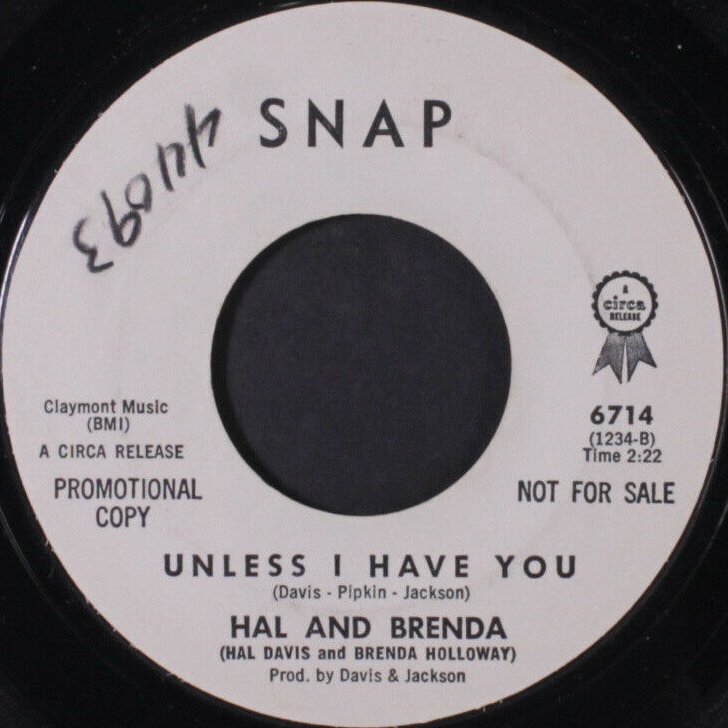 SNAP
44093
A
circa
RELEASE
Claymont Music
(BMI)
A CIRCA RELEASE
PROMOTIONAL
COPY
6714
(1234-B)
Time 2:22
NOT FOR SALE
UNLESS I HAVE YOU
(Davis - Pipkin - Jackson)
HAL AND BRENDA
(HAL DAVIS and BRENDA HOLLOWAY)
Prod. by Davis & Jackson